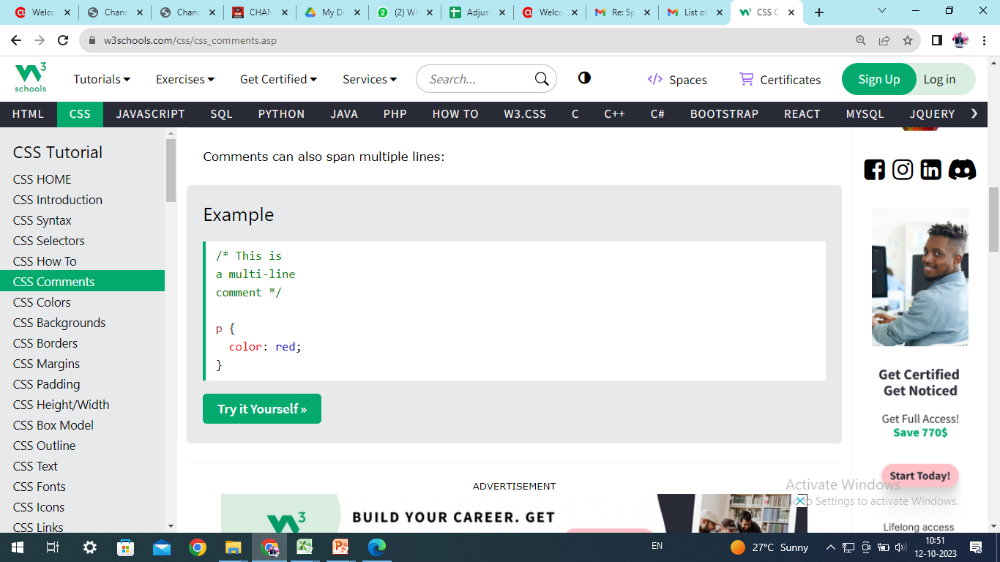 Welcc
Chanc
Chanc
CHAN
My Dr
(2) W
Adjus
Welcc
Re: Sp
List of
CSS C
w3schools.com/css/css_comments.asp
3
schools
Tutorials
Exercises
Get Certified
Services
Search...
Spaces
Certificates
Sign Up
Log in
HTML
CSS
JAVASCRIPT
SQL
PYTHON
JAVA
PHP
HOW TO
W3.CSS
C
C++
C#
BOOTSTRAP
REACT
MYSQL
JQUERY
CSS Tutorial
CSS HOME
CSS Introduction
CSS Syntax
CSS Selectors
CSS How To
CSS Comments
CSS Colors
CSS Backgrounds
CSS Borders
CSS Margins
CSS Padding
CSS Height/Width
CSS Box Model
CSS Outline
CSS Text
CSS Fonts
CSS Icons
CSS Links
Comments can also span multiple lines:
Example
/* This is
a multi-line
comment */
p {
color: red;
}
Try it Yourself »
ADVERTISEMENT
3
BUILD YOUR CAREER. GET
Get Certified
Get Noticed
Get Full Access!
Save 770$
Start Today!
Activate Windows
Go to Settings to activate Windows.
Lifelong access
EN
27°C Sunny
10:51
12-10-2023